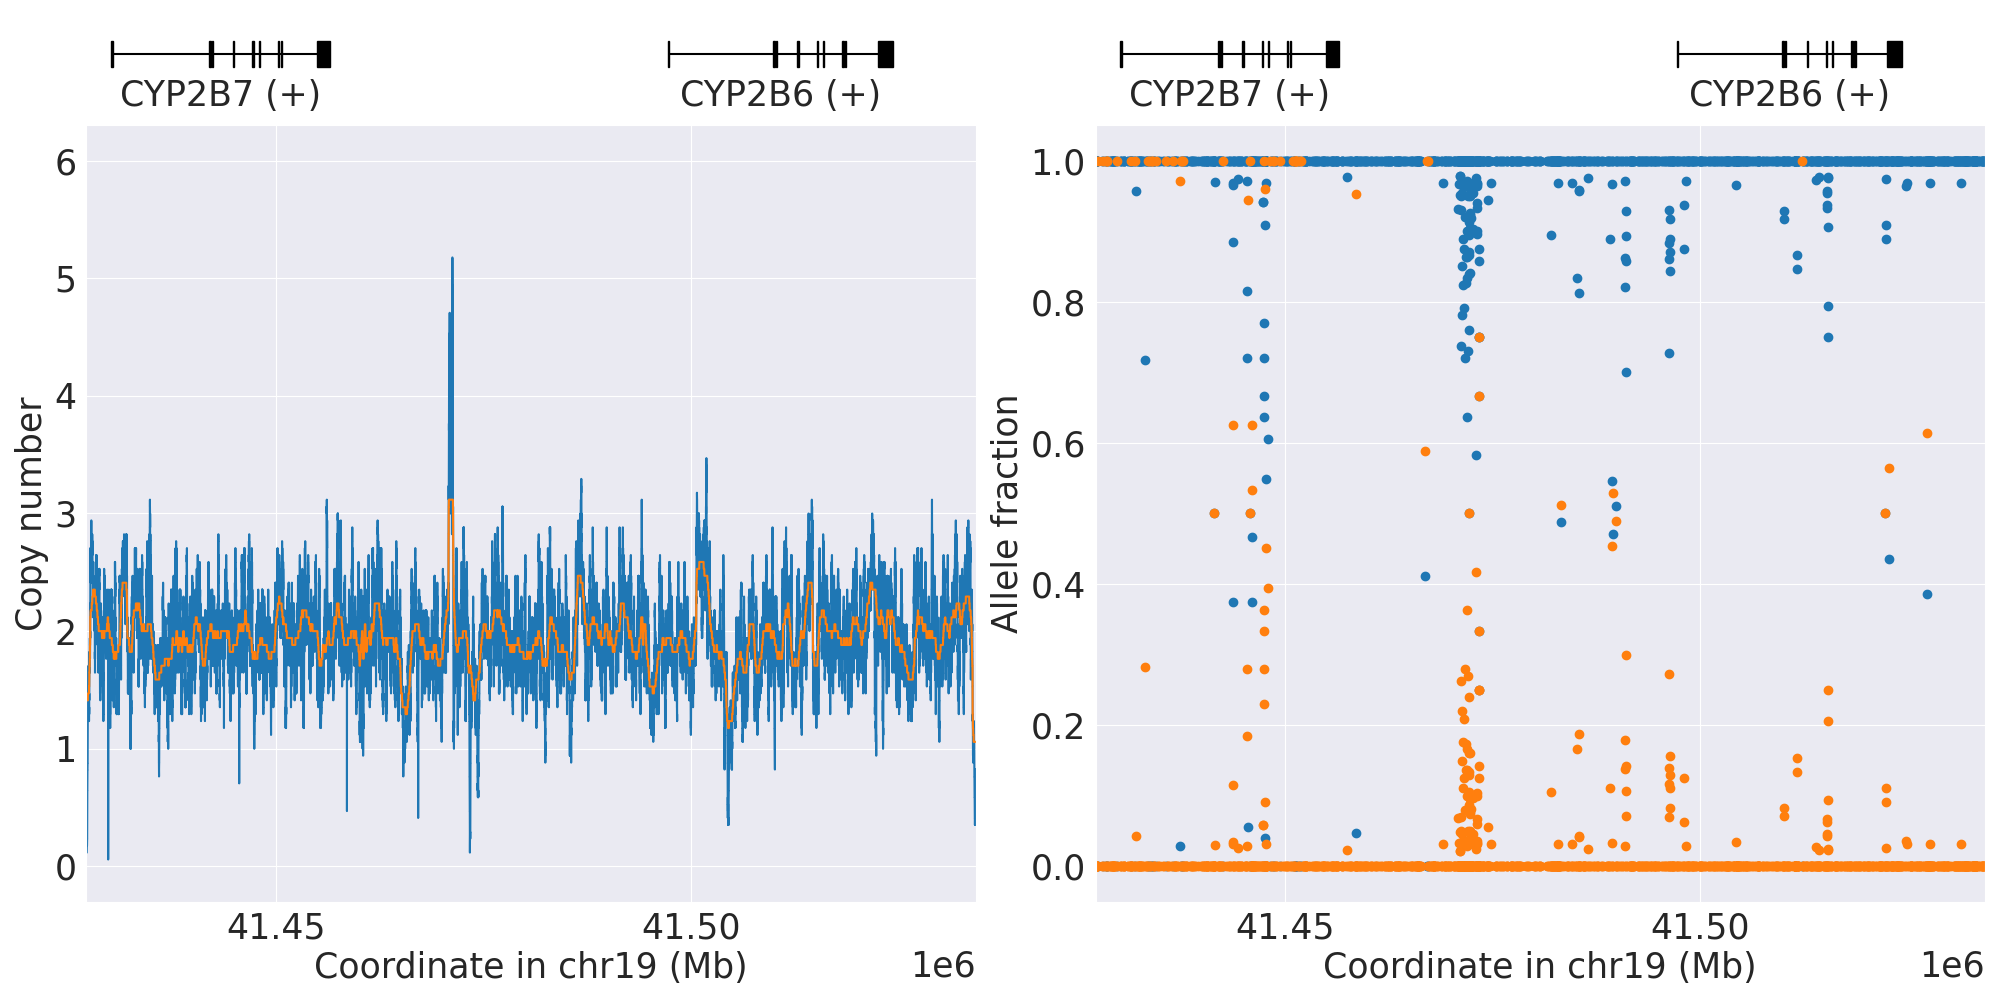 CYP2B7 (+)
CYP2B6 (+)
CYP2B7 (+)
CYP2B6 (+)
Copy number
6
5
4
3
2
1
0
41.45
41.50
Coordinate in chr19 (Mb)
1e6
Allele fraction
1.0
0.8
0.6
0.4
0.2
0.0
41.45
41.50
Coordinate in chr19 (Mb)
1e6